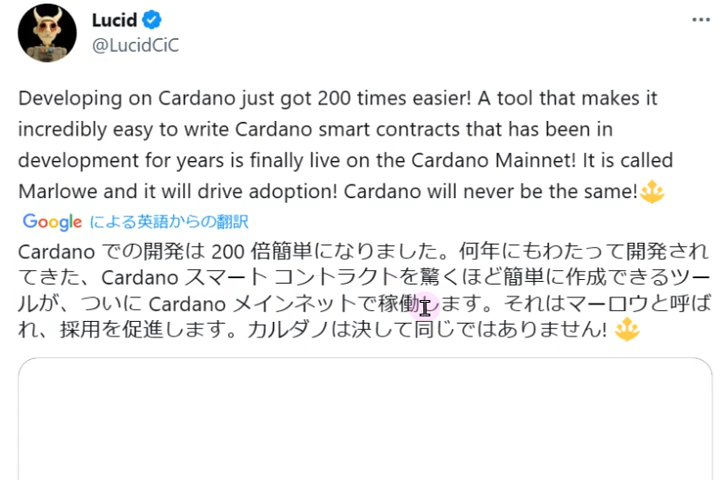 Lucid
@LucidCiC
Developing on Cardano just got 200 times easier! A tool that makes it
incredibly easy to write Cardano smart contracts that has been in
development for years is finally live on the Cardano Mainnet! It is called
Marlowe and it will drive adoption! Cardano will never be the same!
Google による英語からの翻訳
Cardano での開発は 200 倍簡単になりました。何年にもわたって開発され
てきた、Cardano スマート コントラクトを驚くほど簡単に作成できるツー
ルが、ついに Cardano メインネットで稼働します。それはマーロウと呼ば
れ、採用を促進します。カルダノは決して同じではありません!